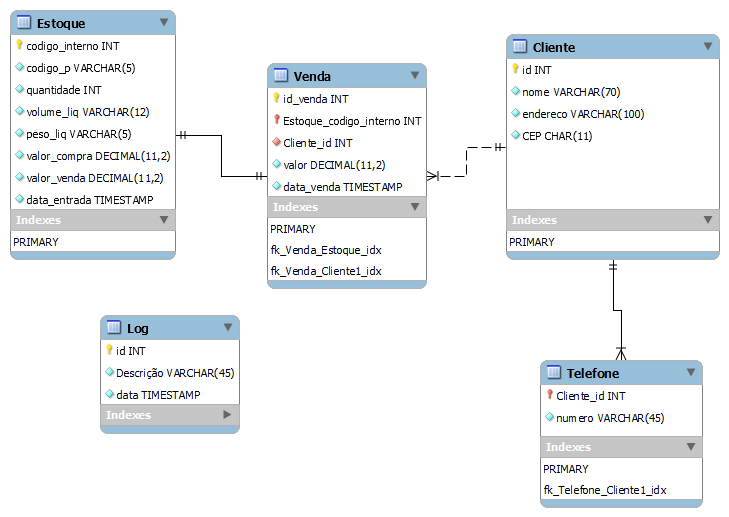 Estoque
codigo_interno INT
codigo_p VARCHAR(5)
quantidade INT
volume_liq VARCHAR(12)
peso_liq VARCHAR(5)
valor_compra DECIMAL(11,2)
valor_venda DECIMAL(11,2)
data_entrada TIMESTAMP
Indexes
PRIMARY
Venda
id_venda INT
Estoque_codigo_interno INT
Cliente_id INT
valor DECIMAL(11,2)
data_venda TIMESTAMP
Indexes
PRIMARY
fk_Venda_Estoque_idx
fk_Venda_Cliente1_idx
Cliente
id INT
nome VARCHAR(70)
endereco VARCHAR(100)
CEP CHAR(11)
Indexes
PRIMARY
Log
id INT
Descrição VARCHAR(45)
data TIMESTAMP
Indexes
Telefone
Cliente_id INT
numero VARCHAR(45)
Indexes
PRIMARY
fk_Telefone_Cliente1_idx